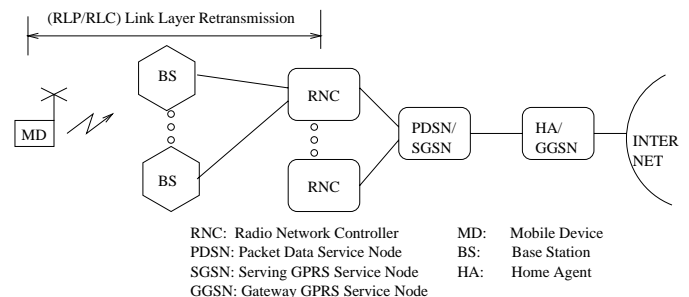 (RLP/RLC) Link Layer Retransmission
BS
RNC
MD
PDSN/
SGSN
HA/
GGSN
INTER
NET
BS
RNC
RNC: Radio Network Controller
MD: Mobile Device
PDSN: Packet Data Service Node
BS: Base Station
SGSN: Serving GPRS Service Node
HA: Home Agent
GGSN: Gateway GPRS Service Node